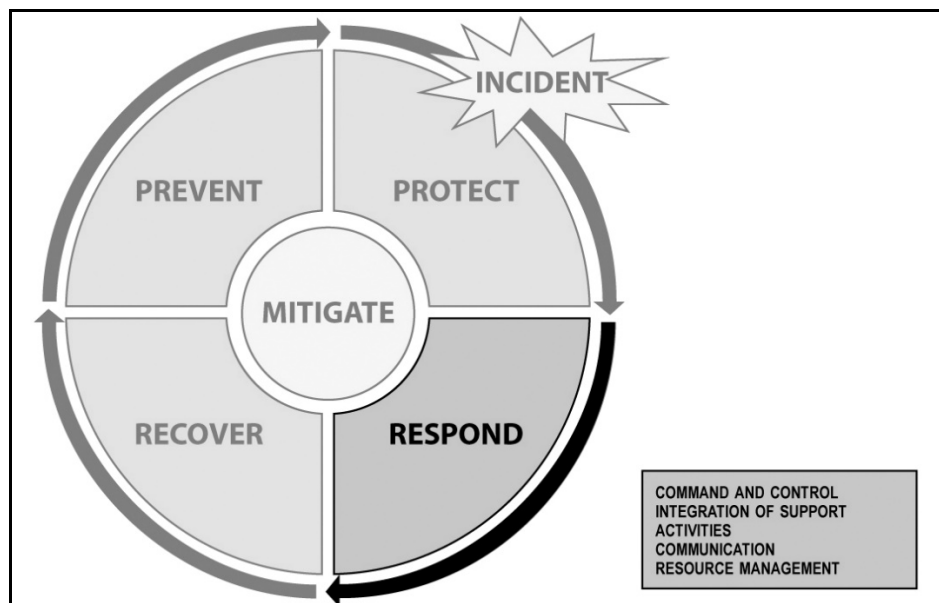 INCIDENT
PREVENT
PROTECT
MITIGATE
RECOVER
RESPOND
COMMAND AND CONTROL
INTEGRATION OF SUPPORT
ACTIVITIES
COMMUNICATION
RESOURCE MANAGEMENT